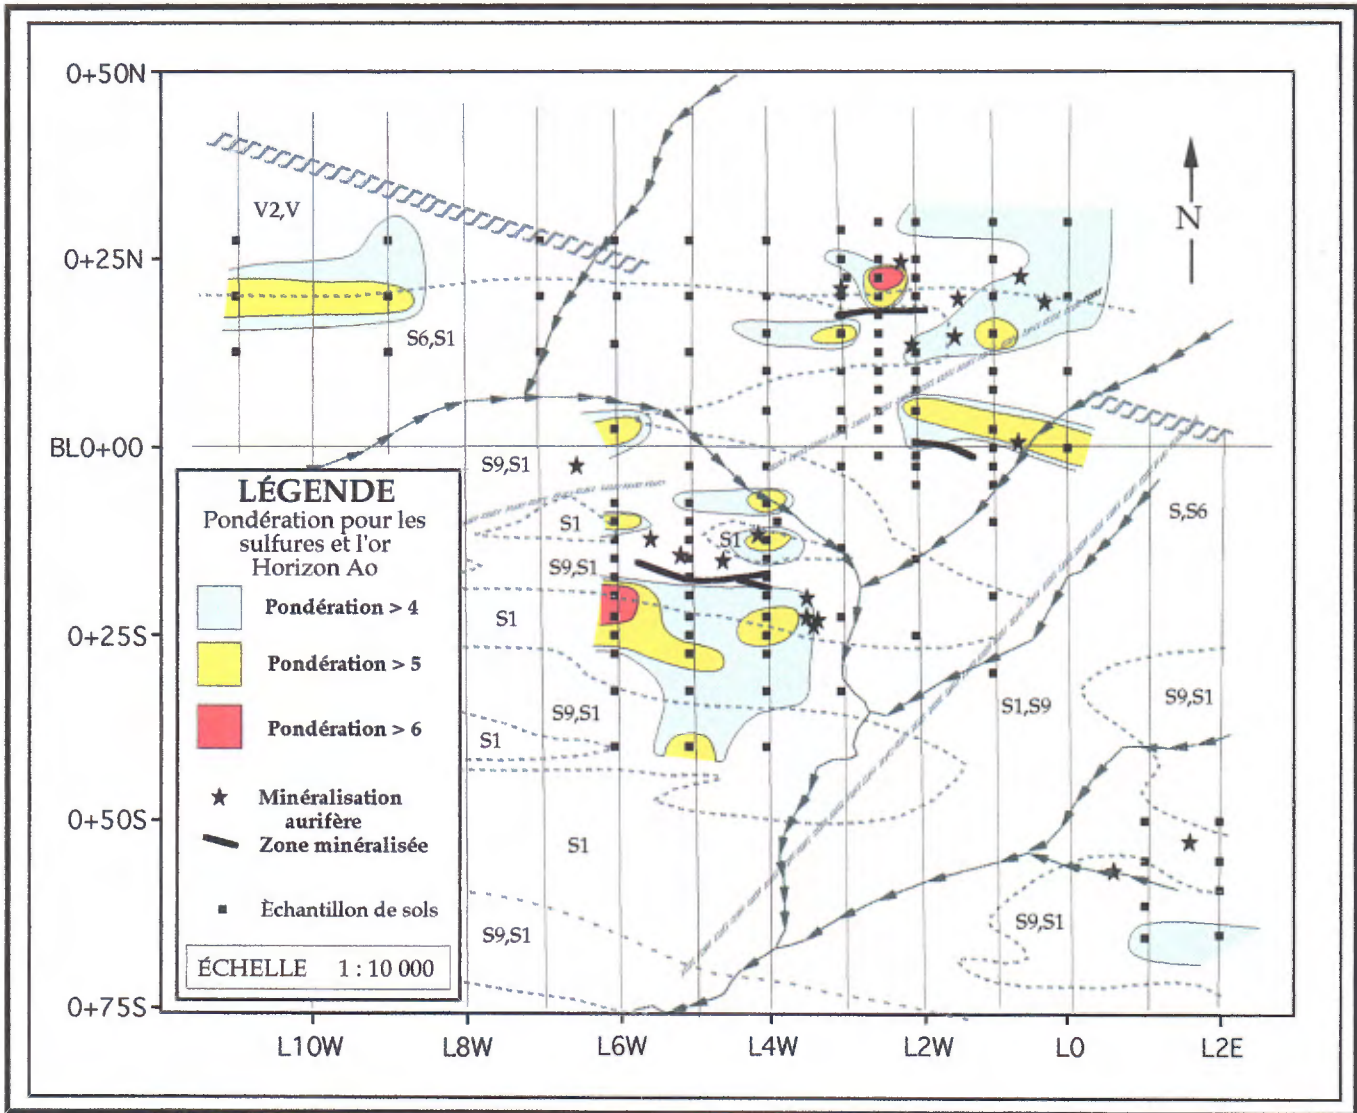 0+50N
0+25N
BL0+00
0+25S
0+50S
0+75S
L10W
L8W
L6W
L4W
L2W
L0
L2E
N
V2,V
S6,S1
S9,S1
S1
S9,S1
S1
S1
S9,S1
S1
S1
S9,S1
S,S6
S1,S9
S9,S1
S9,S1
LÉGENDE
Pondération pour les
sulfures et l'or
Horizon Ao
Pondération > 4
Pondération > 5
Pondération > 6
Minéralisation
aurifère
Zone minéralisée
Échantillon de sols
ÉCHELLE 1 : 10 000